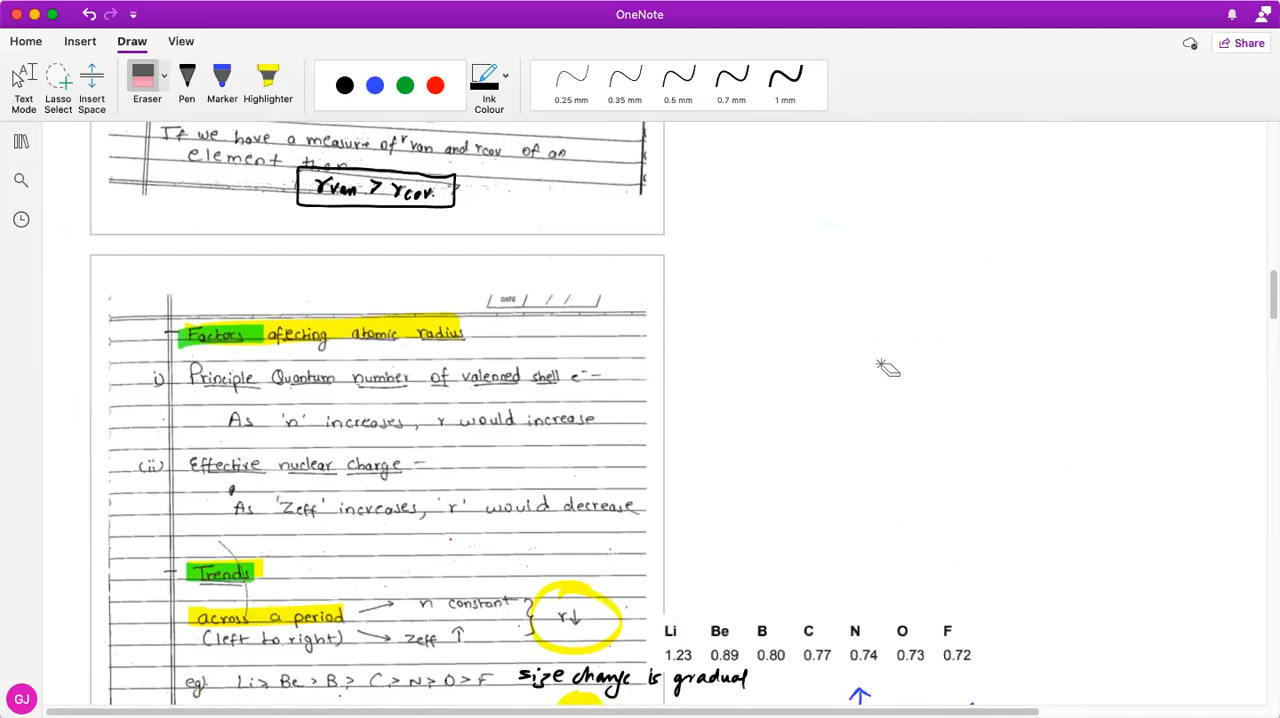 OneNote
Home Insert Draw View
Share
Text Mode
Lasso Select
Insert Space
Eraser
Pen
Marker
Highlighter
Ink Colour
0.25 mm
0.35 mm
0.5 mm
0.7 mm
1 mm
If we have a measure of rvan and rcov of an
element then
rvan > rcov.
DATE / /
Factors afecting atomic radius
i) Principle Quantum number of valenced shell e⁻ -
As 'n' increases, r would increase
(ii) Effective nuclear charge -
As 'Zeff' increases, 'r' would decrease
Trends
across a period → n constant } r↓
(left to right) → Zeff ↑
Li Be B C N O F
1.23 0.89 0.80 0.77 0.74 0.73 0.72
eg). Li > Be > B > C > N > O > F size change is gradual
GJ